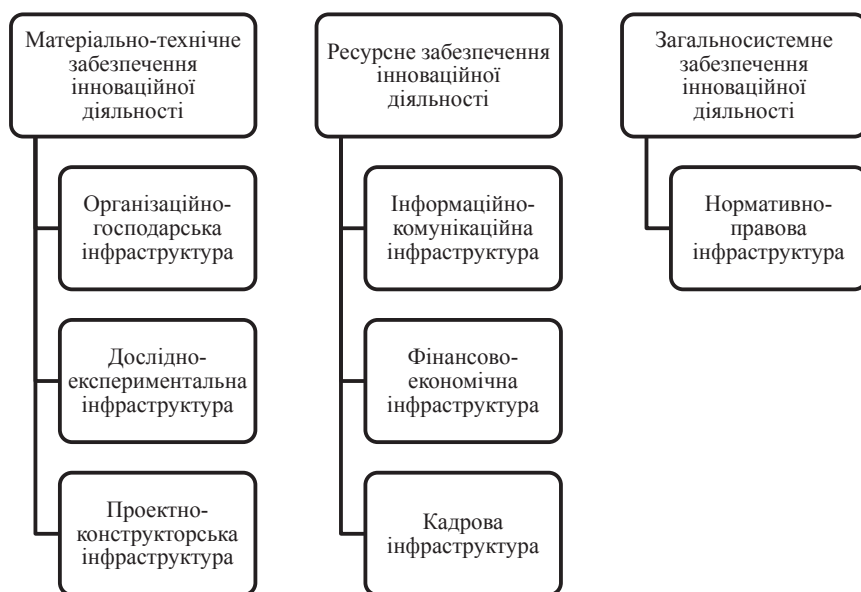 Матеріально-технічне
забезпечення
інноваційної
діяльності
Організаційно-
господарська
інфраструктура
Дослідно-
експериментальна
інфраструктура
Проектно-
конструкторська
інфраструктура
Ресурсне забезпечення
інноваційної
діяльності
Інформаційно-
комунікаційна
інфраструктура
Фінансово-
економічна
інфраструктура
Кадрова
інфраструктура
Загальносистемне
забезпечення
інноваційної
діяльності
Нормативно-
правова
інфраструктура